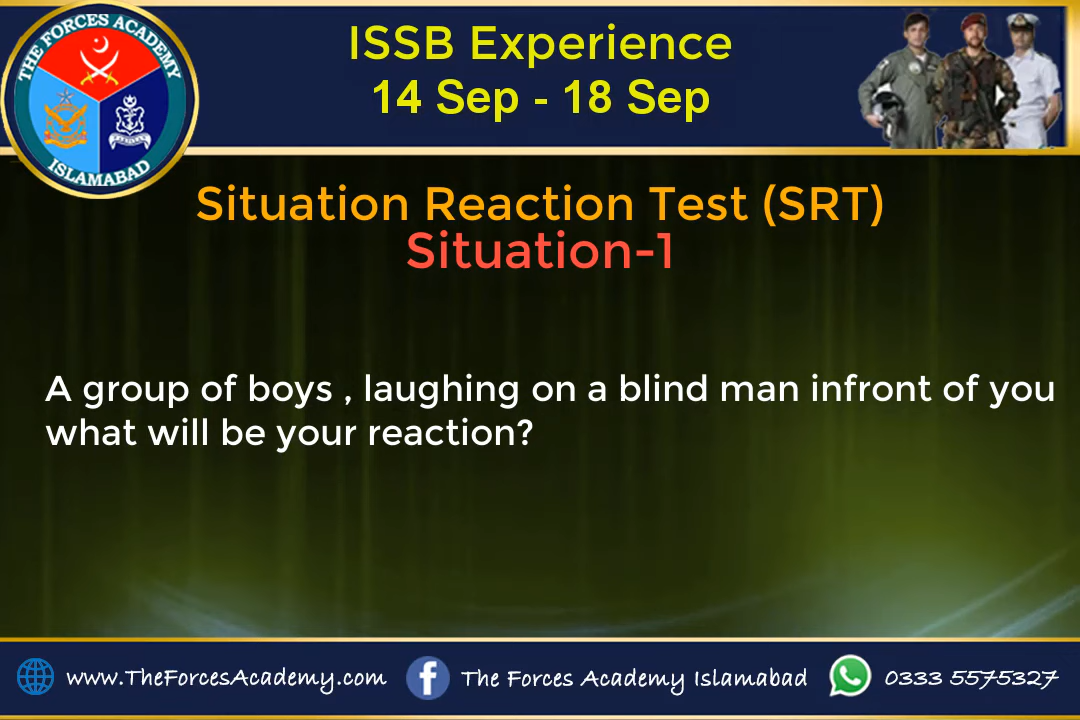 THE FORCES ACADEMY
ISLAMABAD
ISSB Experience
14 Sep - 18 Sep
Situation Reaction Test (SRT)
Situation-1
A group of boys , laughing on a blind man infront of you
what will be your reaction?
www.TheForcesAcademy.com
The Forces Academy Islamabad
0333 5575327